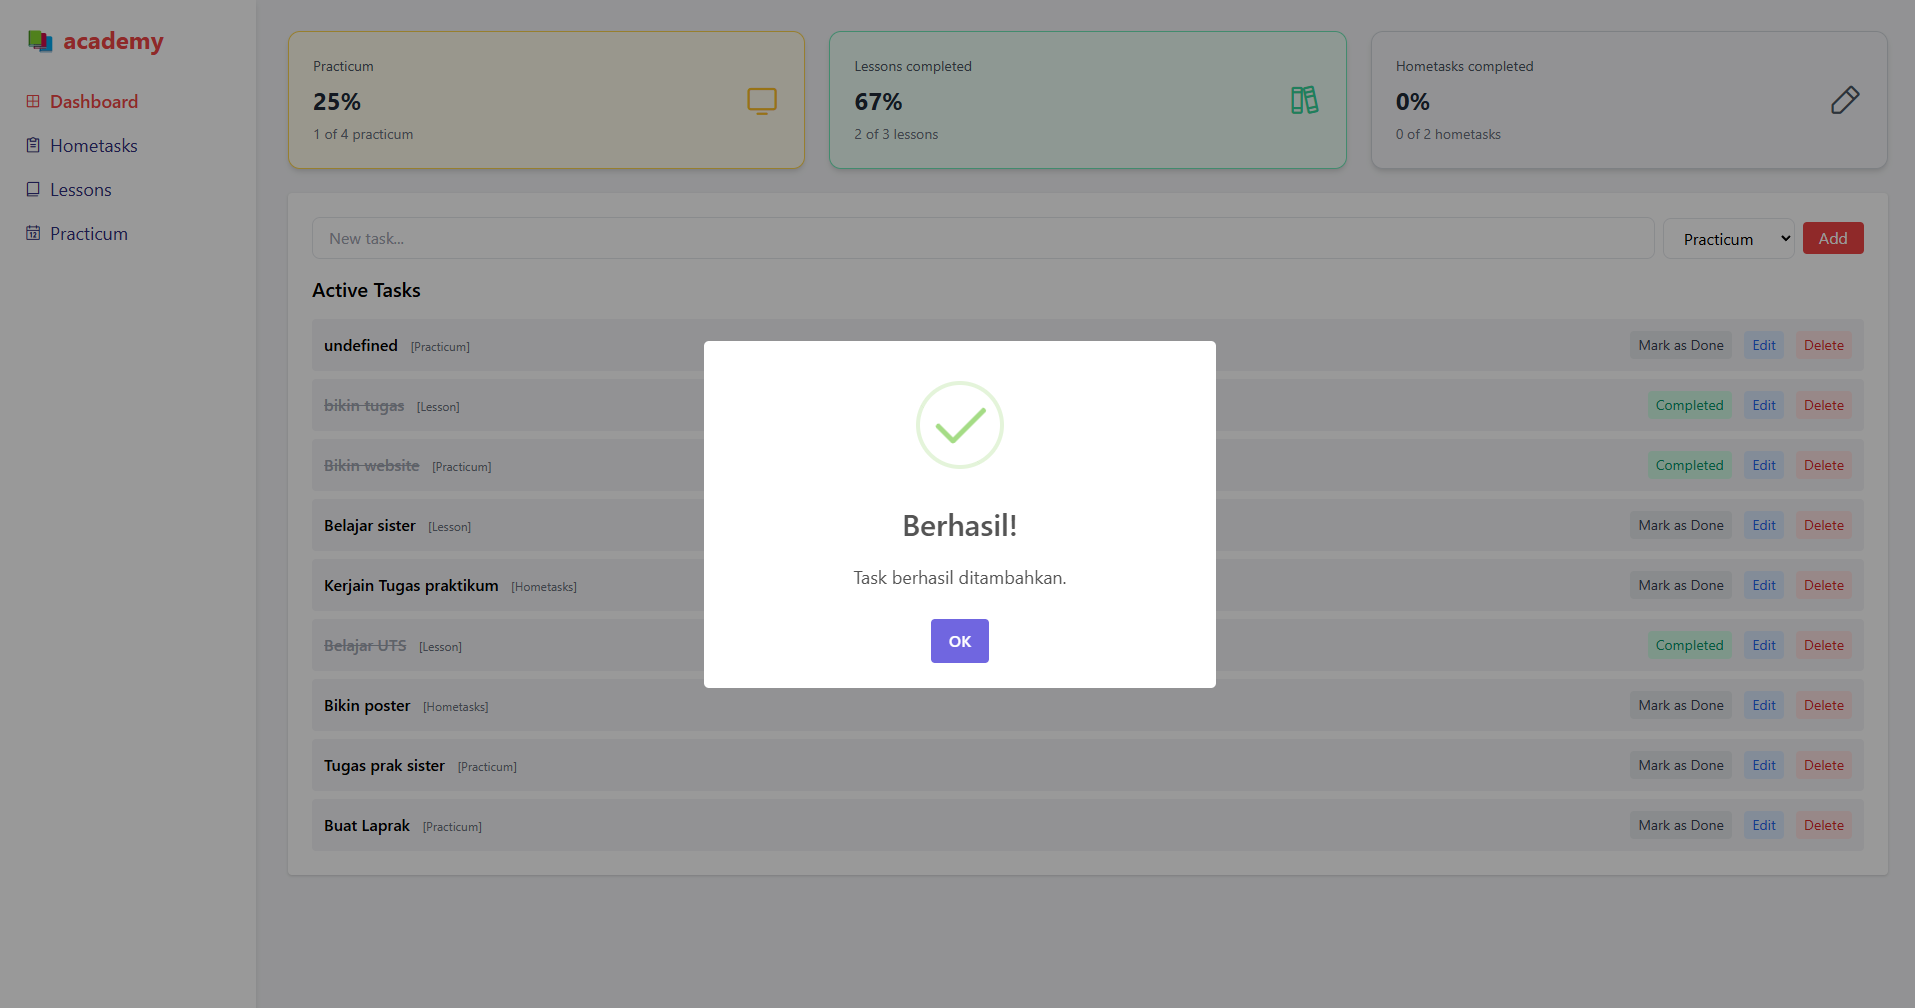 academy
Dashboard
Hometasks
Lessons
Practicum
Practicum
25%
1 of 4 practicum
Lessons completed
67%
2 of 3 lessons
Hometasks completed
0%
0 of 2 hometasks
New task...
Practicum
Add
Active Tasks
undefined [Practicum] Mark as Done Edit Delete
bikin tugas [Lesson] Completed Edit Delete
Bikin website [Practicum] Completed Edit Delete
Belajar sister [Lesson] Mark as Done Edit Delete
Kerjain Tugas praktikum [Hometasks] Mark as Done Edit Delete
Belajar UTS [Lesson] Completed Edit Delete
Bikin poster [Hometasks] Mark as Done Edit Delete
Tugas prak sister [Practicum] Mark as Done Edit Delete
Buat Laprak [Practicum] Mark as Done Edit Delete
Berhasil!
Task berhasil ditambahkan.
OK